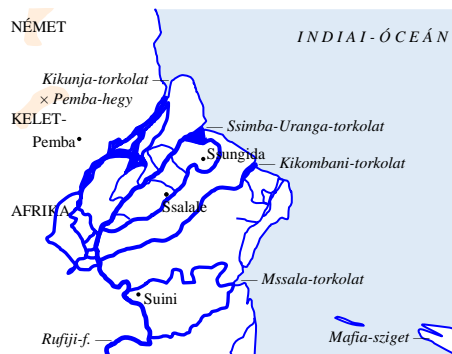 NÉMET
INDIAI-ÓCEÁN
Kikunja-torkolat
× Pemba-hegy
KELET-
Ssimba-Uranga-torkolat
Pemba
Ssungida
Kikombani-torkolat
Ssalale
AFRIKA
Mssala-torkolat
Suini
Rufiji-f.
Mafia-sziget